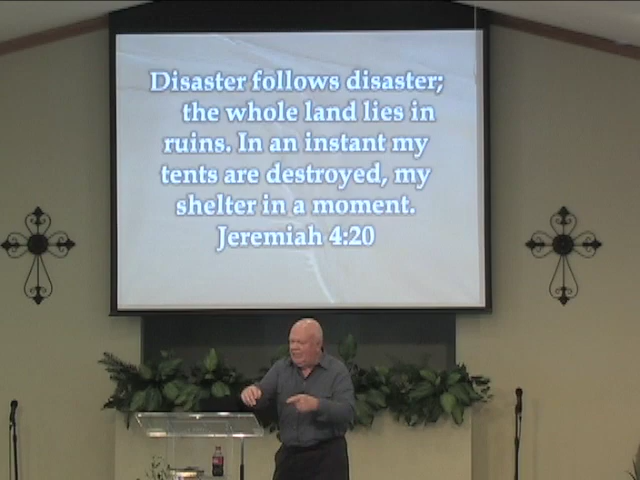 Disaster follows disaster;
the whole land lies in
ruins. In an instant my
tents are destroyed, my
shelter in a moment.
Jeremiah 4:20